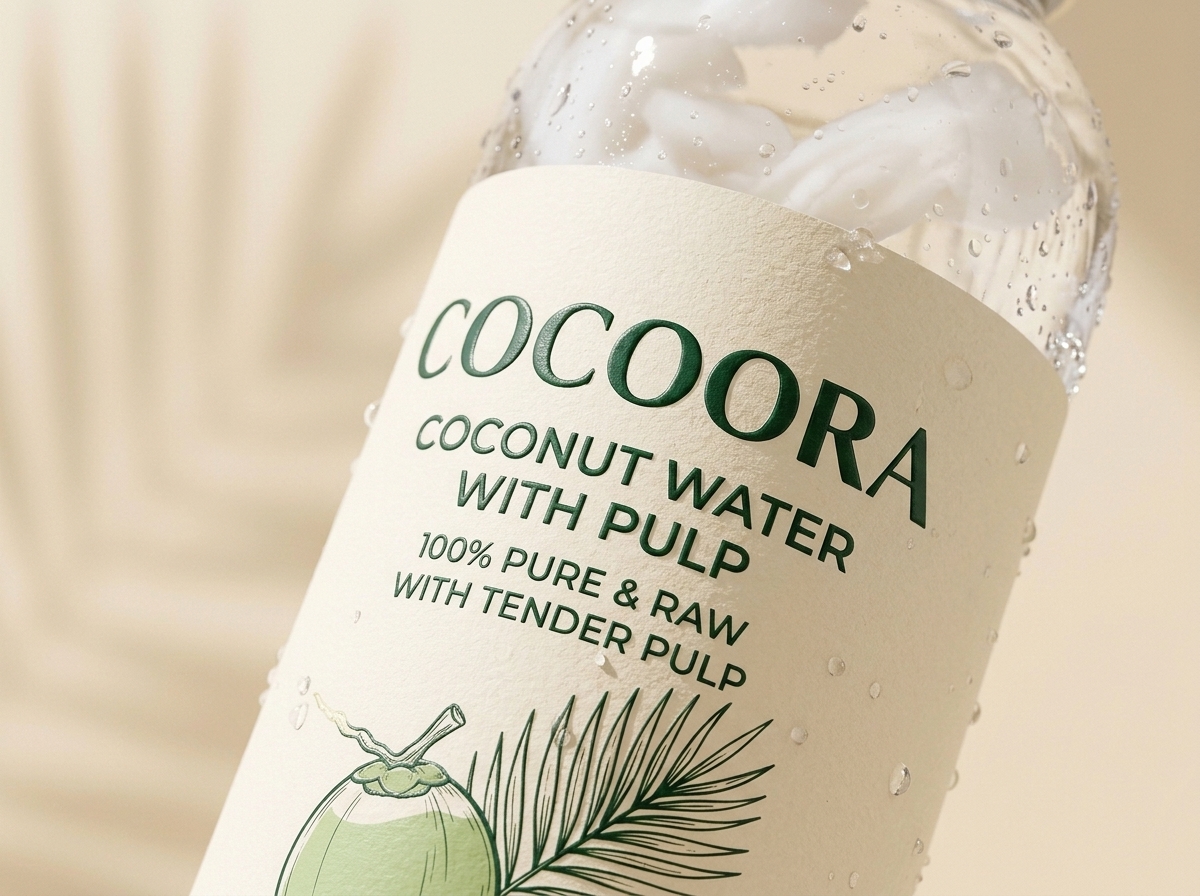 COCOORA
COCONUT WATER
WITH PULP
100% PURE & RAW
WITH TENDER PULP